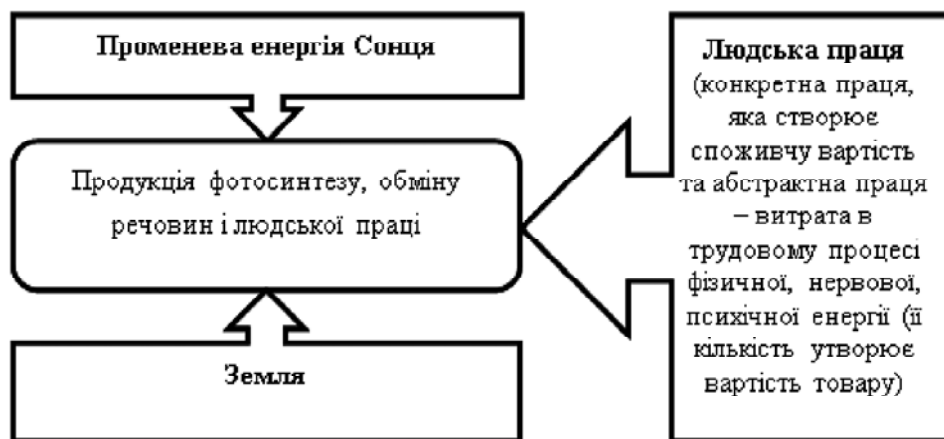 Променева енергія Сонця
Продукція фотосинтезу, обміну
речовин і людської праці
Земля
Людська праця
(конкретна праця,
яка створює
споживчу вартість
та абстрактна праця
– витрата в
трудовому процесі
фізичної, нервової,
психічної енергії (її
кількість утворює
вартість товару)